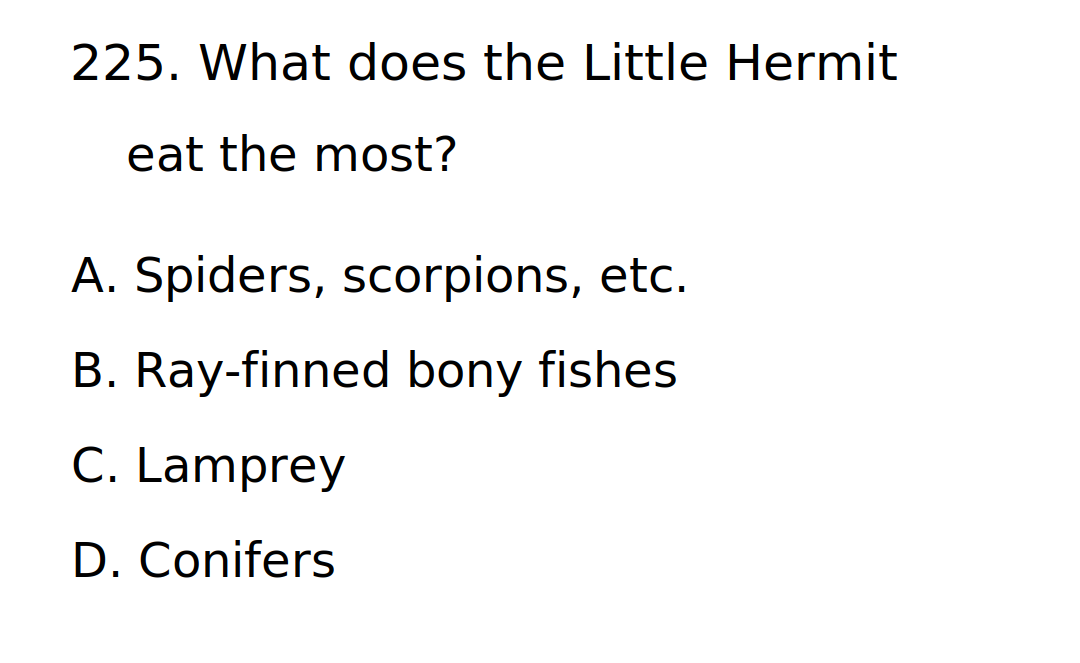 225. What does the Little Hermit
eat the most?
A. Spiders, scorpions, etc.
B. Ray-finned bony fishes
C. Lamprey
D. Conifers